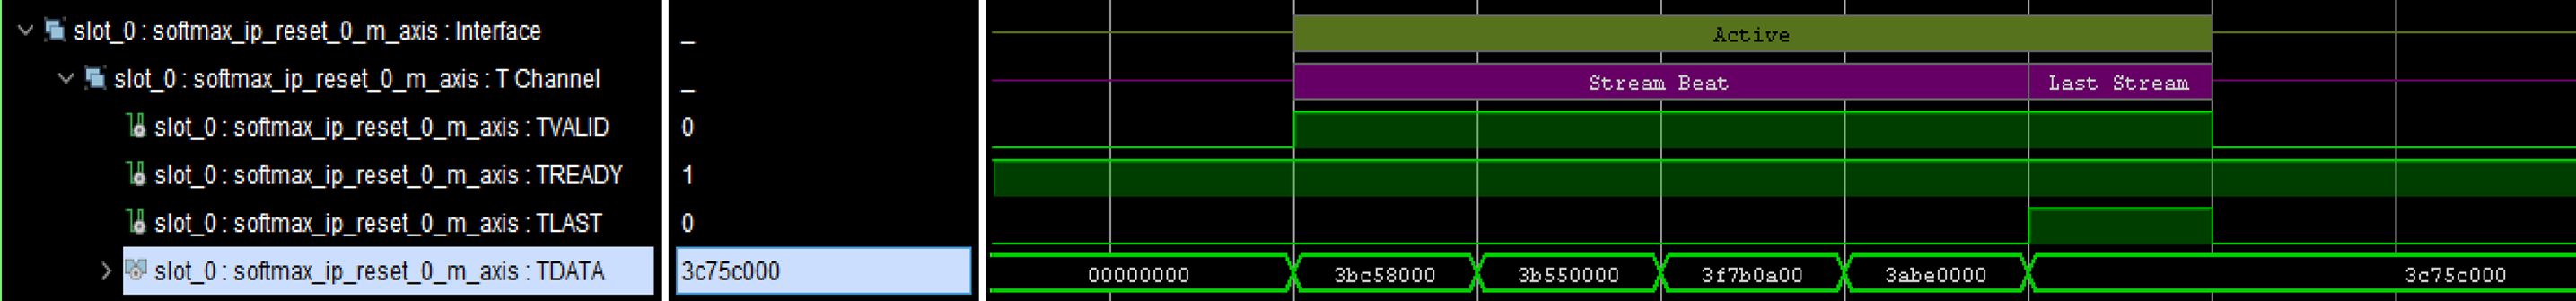 slot_0 : softmax_ip_reset_0_m_axis : Interface _ Active
slot_0 : softmax_ip_reset_0_m_axis : T Channel _ Stream Beat Last Stream
slot_0 : softmax_ip_reset_0_m_axis : TVALID 0
slot_0 : softmax_ip_reset_0_m_axis : TREADY 1
slot_0 : softmax_ip_reset_0_m_axis : TLAST 0
slot_0 : softmax_ip_reset_0_m_axis : TDATA 3c75c000 00000000 3bc58000 3b550000 3f7b0a00 3abe0000 3c75c000